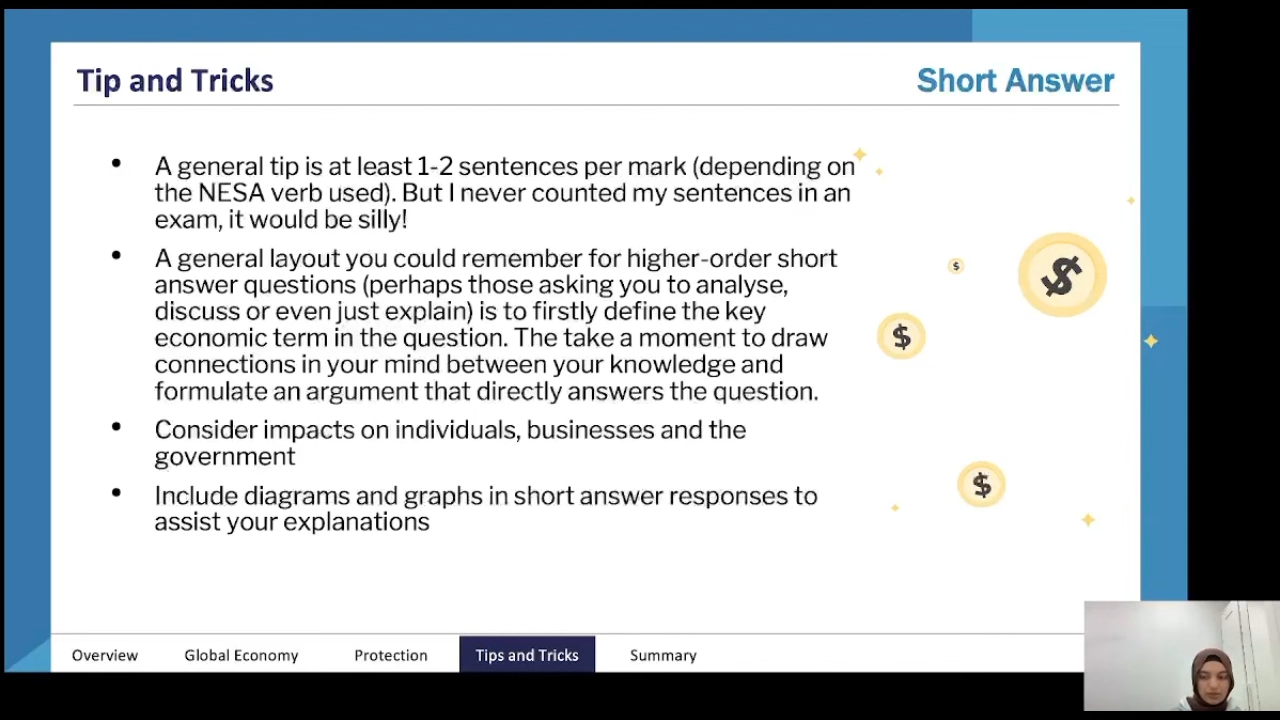 Tip and Tricks
Short Answer
• A general tip is at least 1-2 sentences per mark (depending on
the NESA verb used). But I never counted my sentences in an
exam, it would be silly!
• A general layout you could remember for higher-order short
answer questions (perhaps those asking you to analyse,
discuss or even just explain) is to firstly define the key
economic term in the question. The take a moment to draw
connections in your mind between your knowledge and
formulate an argument that directly answers the question.
• Consider impacts on individuals, businesses and the
government
• Include diagrams and graphs in short answer responses to
assist your explanations
$
$
$
$
Overview
Global Economy
Protection
Tips and Tricks
Summary